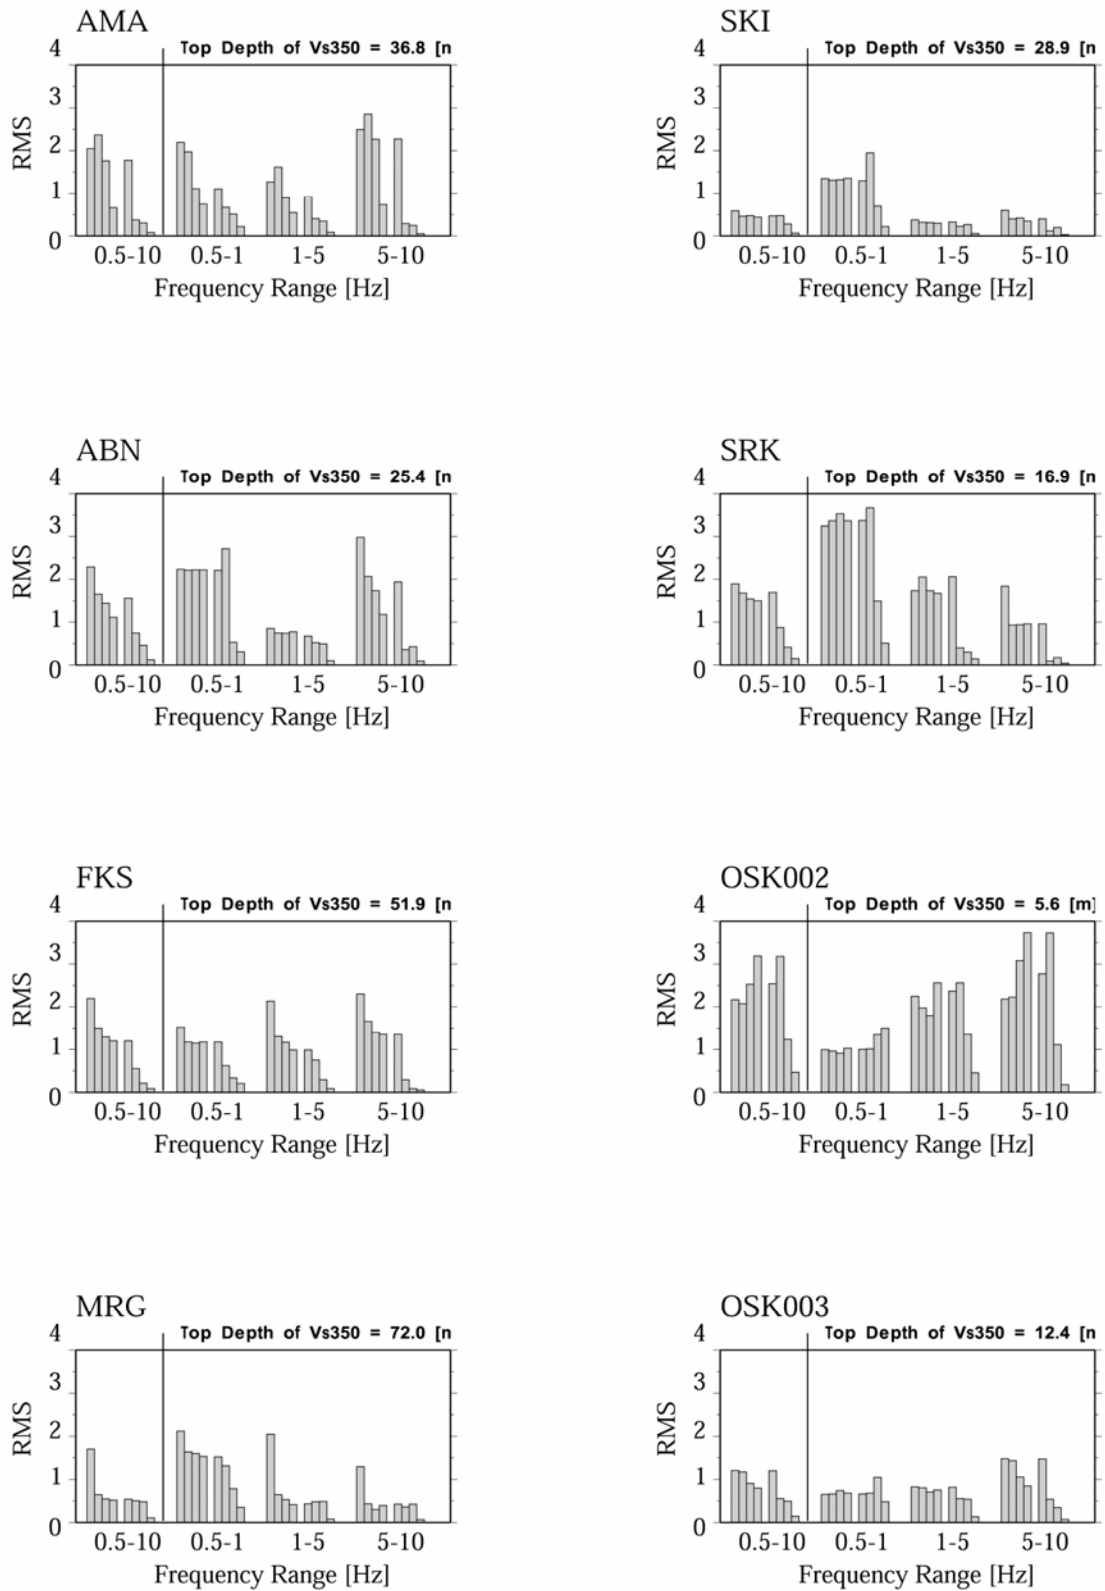 AMA
Top Depth of Vs350 = 36.8 [n
4
3
2
1
0
RMS
0.5-10 0.5-1 1-5 5-10
Frequency Range [Hz]
SKI
Top Depth of Vs350 = 28.9 [n
4
3
2
1
0
RMS
0.5-10 0.5-1 1-5 5-10
Frequency Range [Hz]
ABN
Top Depth of Vs350 = 25.4 [n
4
3
2
1
0
RMS
0.5-10 0.5-1 1-5 5-10
Frequency Range [Hz]
SRK
Top Depth of Vs350 = 16.9 [n
4
3
2
1
0
RMS
0.5-10 0.5-1 1-5 5-10
Frequency Range [Hz]
FKS
Top Depth of Vs350 = 51.9 [n
4
3
2
1
0
RMS
0.5-10 0.5-1 1-5 5-10
Frequency Range [Hz]
OSK002
Top Depth of Vs350 = 5.6 [m]
4
3
2
1
0
RMS
0.5-10 0.5-1 1-5 5-10
Frequency Range [Hz]
MRG
Top Depth of Vs350 = 72.0 [n
4
3
2
1
0
RMS
0.5-10 0.5-1 1-5 5-10
Frequency Range [Hz]
OSK003
Top Depth of Vs350 = 12.4 [n
4
3
2
1
0
RMS
0.5-10 0.5-1 1-5 5-10
Frequency Range [Hz]